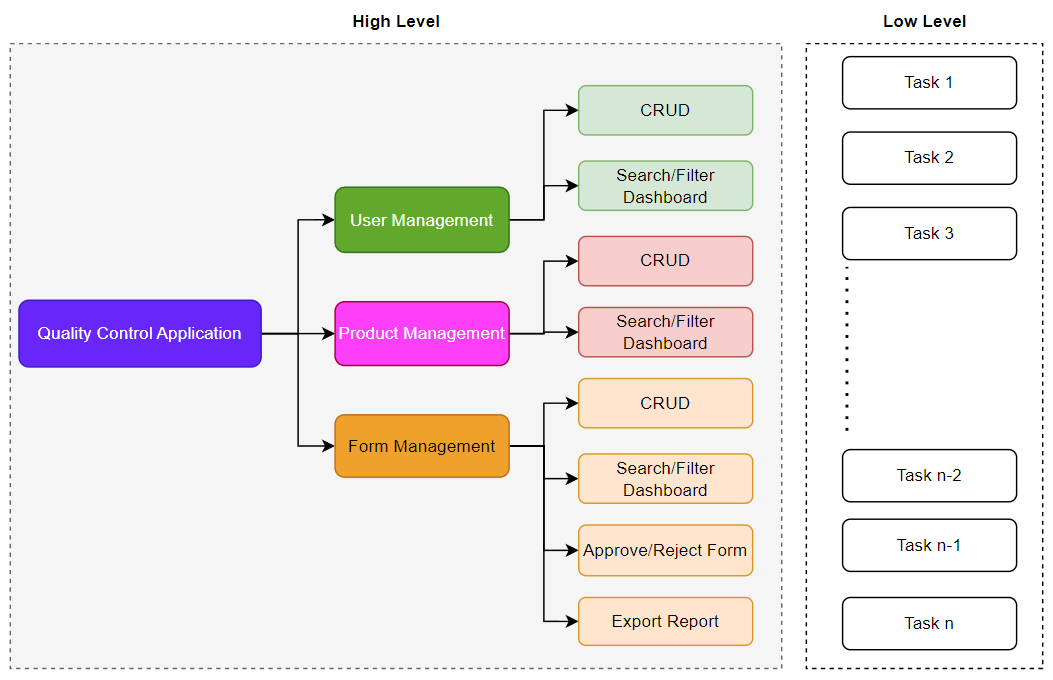 High Level
Low Level
Quality Control Application
User Management
CRUD
Search/Filter
Dashboard
Product Management
CRUD
Search/Filter
Dashboard
Form Management
CRUD
Search/Filter
Dashboard
Approve/Reject Form
Export Report
Task 1
Task 2
Task 3
Task n-2
Task n-1
Task n